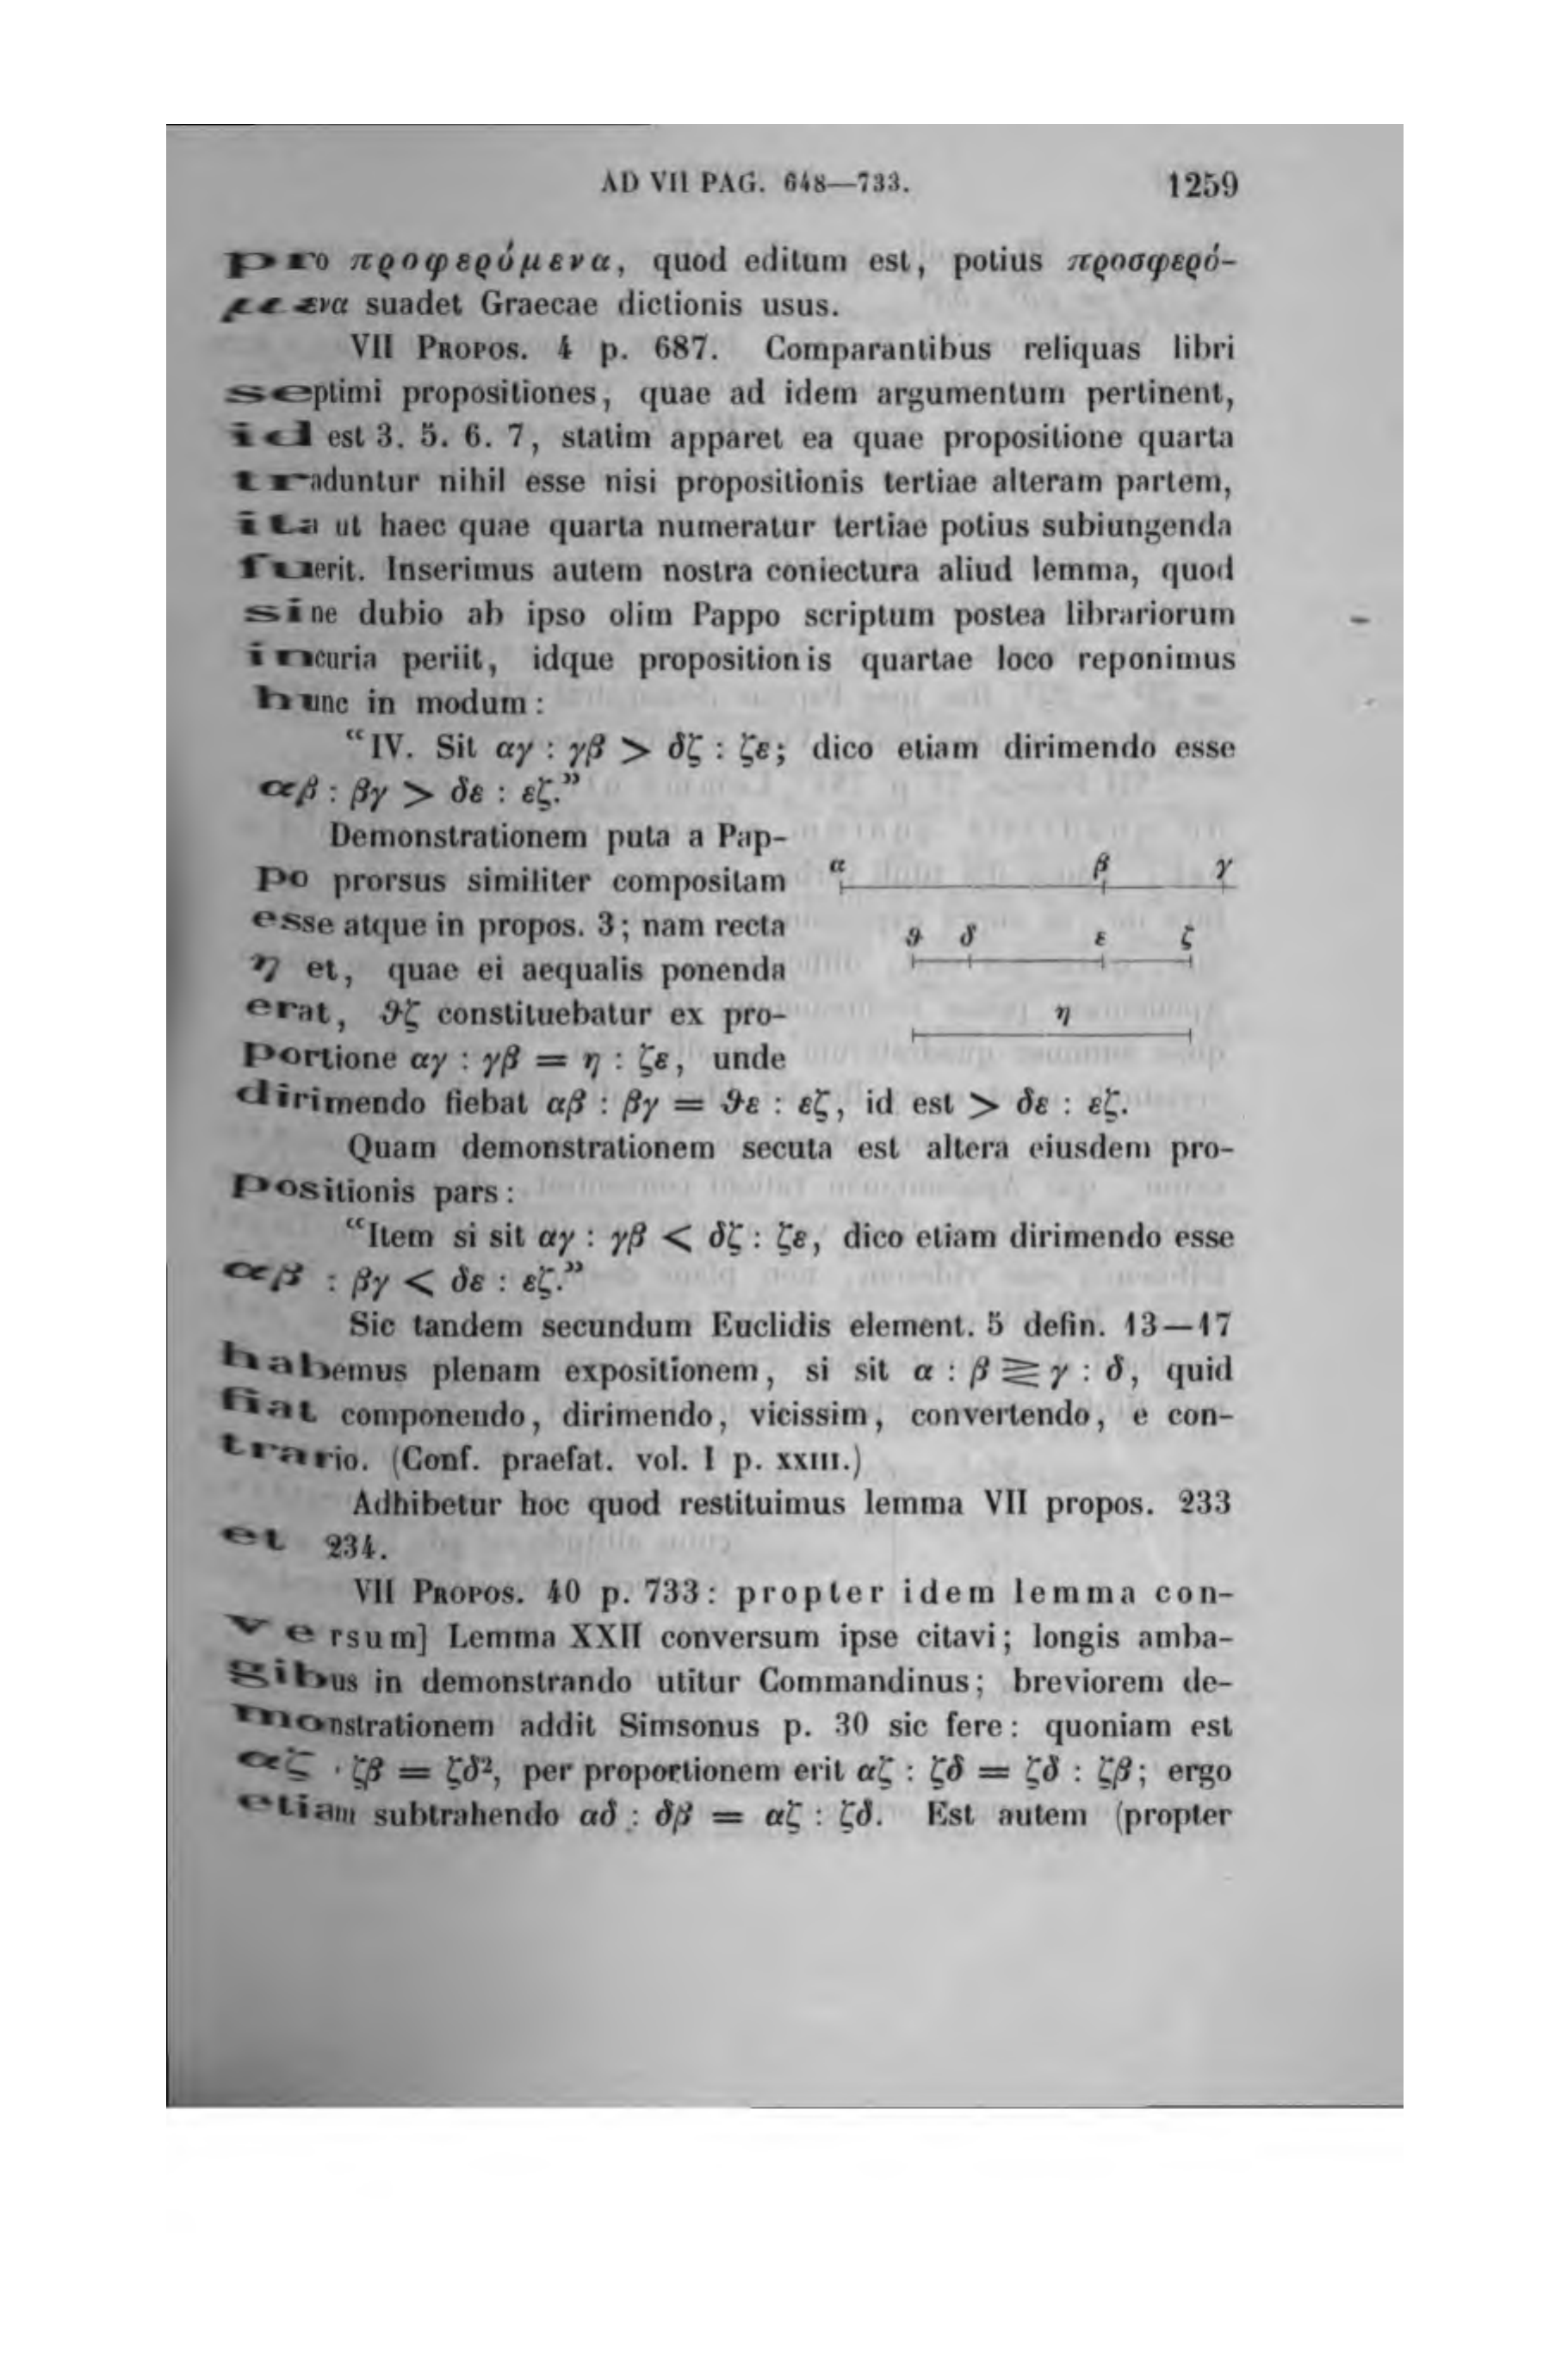 AD VII PAG. 648—733. 1259
pro προφερόμενα, quod editum est, potius προσφερό-
μενα suadet Graecae dictionis usus.
VII PROPOS. 4 p. 687. Comparantibus reliquas libri
septimi propositiones, quae ad idem argumentum pertinent,
id est 3. 5. 6. 7, statim apparet ea quae propositione quarta
traduntur nihil esse nisi propositionis tertiae alteram partem,
ita ut haec quae quarta numeratur tertiae potius subiungenda
fuerit. Inserimus autem nostra coniectura aliud lemma, quod
sine dubio ab ipso olim Pappo scriptum postea librariorum
incuria periit, idque propositionis quartae loco reponimus
hunc in modum:
“IV. Sit αγ : γβ > δζ : ζε; dico etiam dirimendo esse
αβ : βγ > δε : εζ.”
Demonstrationem puta a Pap-
po prorsus similiter compositam
esse atque in propos. 3; nam recta
η et, quae ei aequalis ponenda
erat, ϑζ constituebatur ex pro-
portione αγ : γβ = η : ζε, unde
α β γ
ϑ δ ε ζ
η
dirimendo fiebat αβ : βγ = ϑε : εζ, id est > δε : εζ.
Quam demonstrationem secuta est altera eiusdem pro-
positionis pars:
“Item si sit αγ : γβ < δζ : ζε, dico etiam dirimendo esse
αβ : βγ < δε : εζ.”
Sic tandem secundum Euclidis element. 5 defin. 13—17
habemus plenam expositionem, si sit α : β ⪌ γ : δ, quid
fiat componendo, dirimendo, vicissim, convertendo, e con-
trario. (Conf. praefat. vol. I p. XXIII.)
Adhibetur hoc quod restituimus lemma VII propos. 233
et 234.
VII PROPOS. 40 p. 733: propter idem lemma con-
versum] Lemma XXII conversum ipse citavi; longis amba-
gibus in demonstrando utitur Commandinus; breviorem de-
monstrationem addit Simsonus p. 30 sic fere: quoniam est
αζ · ζβ = ζδ², per proportionem erit αζ : ζδ = ζδ : ζβ; ergo
etiam subtrahendo αδ : δβ = αζ : ζδ. Est autem (propter